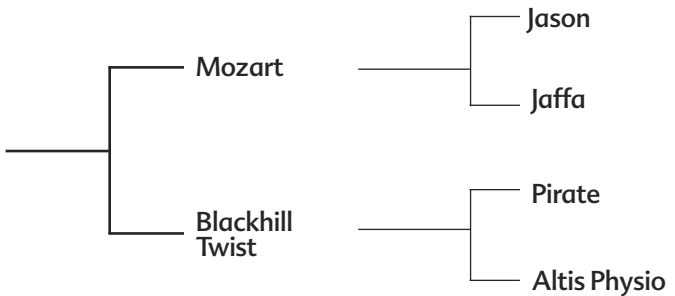 Jason
Mozart
Jaffa
Pirate
Blackhill
Twist
Altis Physio